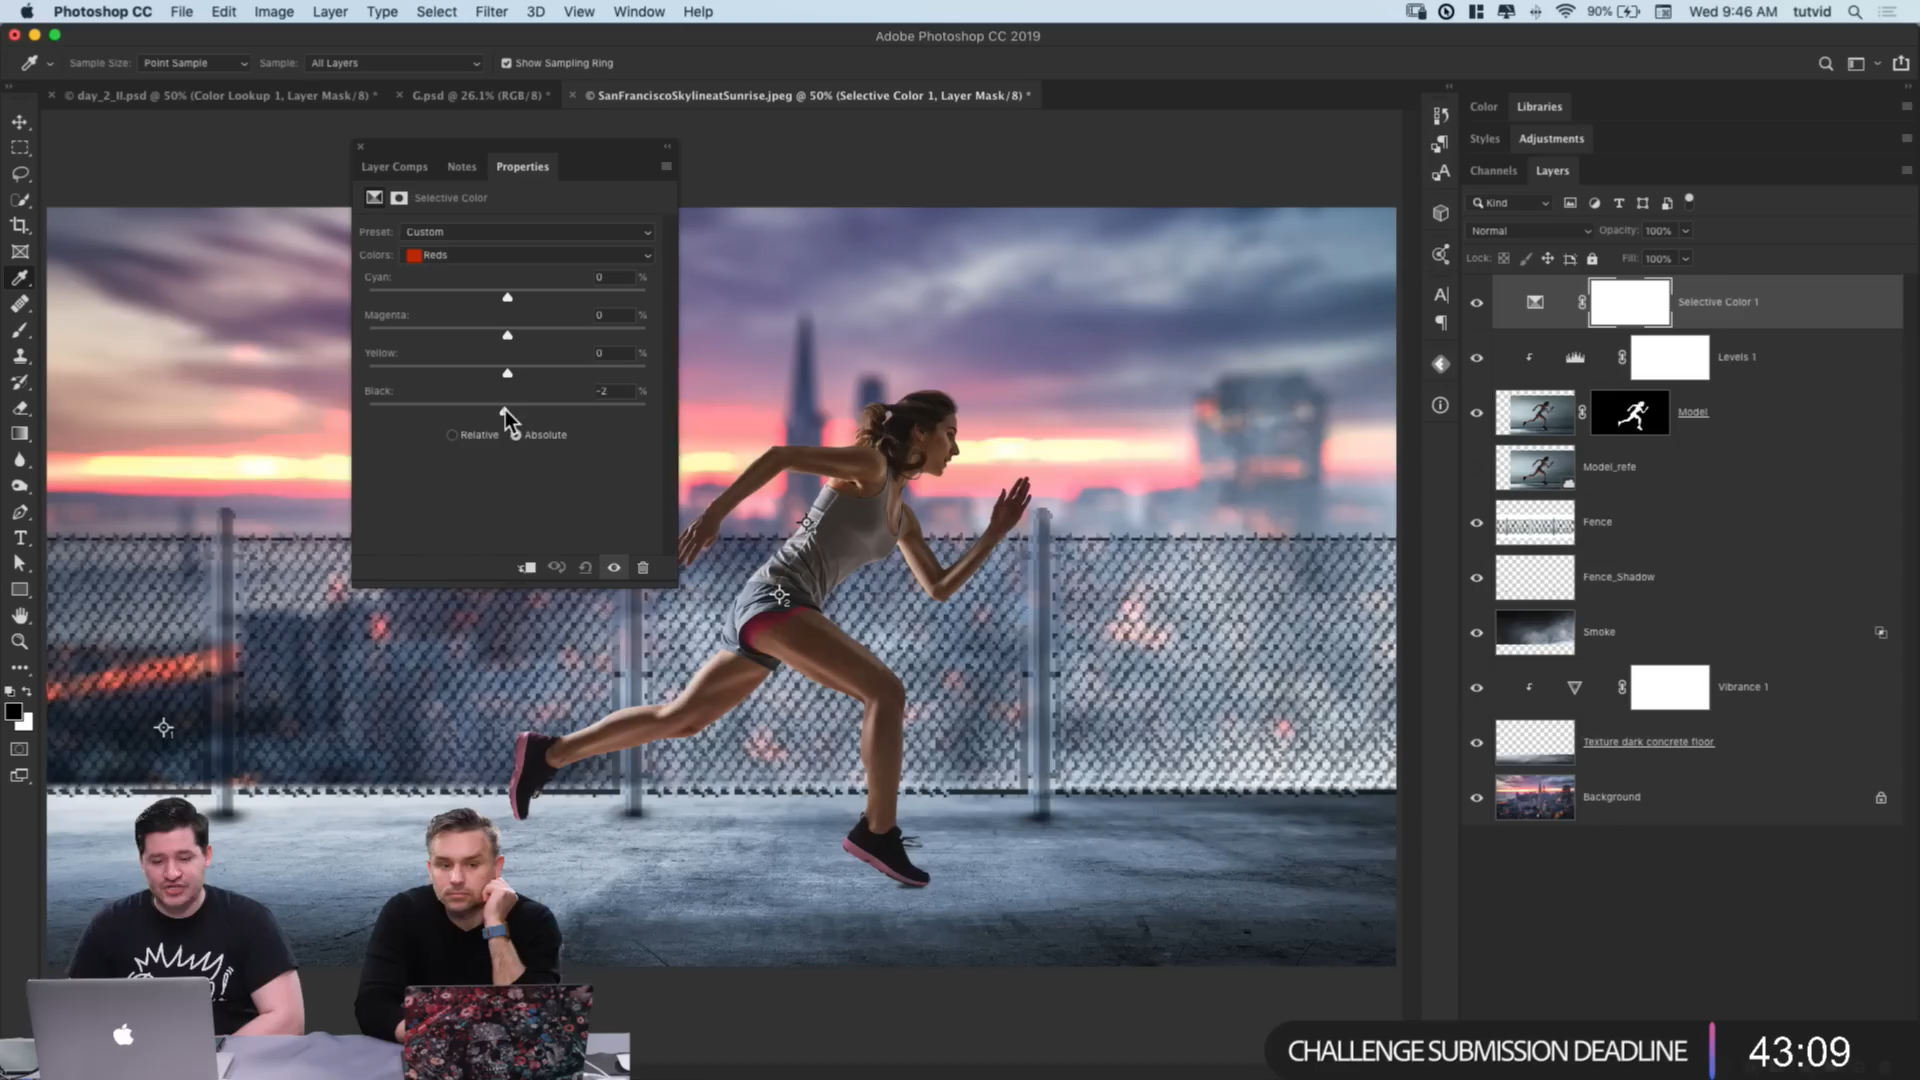 Photoshop CC File Edit Image Layer Type Select Filter 3D View Window Help
90% Wed 9:46 AM tutvid
Adobe Photoshop CC 2019
Sample Size: Point Sample Sample: All Layers Show Sampling Ring
© day_2_II.psd @ 50% (Color Lookup 1, Layer Mask/8) *
G.psd @ 26.1% (RGB/8) *
© SanFranciscoSkylineatSunrise.jpeg @ 50% (Selective Color 1, Layer Mask/8) *
Layer Comps Notes Properties
Selective Color
Preset: Custom
Colors: Reds
Cyan: 0 %
Magenta: 0 %
Yellow: 0 %
Black: -2 %
Relative Absolute
1
2
Color Libraries
Styles Adjustments
Channels Layers
Kind
Normal Opacity: 100%
Lock: Fill: 100%
Selective Color 1
Levels 1
Model
Model_refe
Fence
Fence_Shadow
Smoke
Vibrance 1
Texture dark concrete floor
Background
CHALLENGE SUBMISSION DEADLINE 43:09